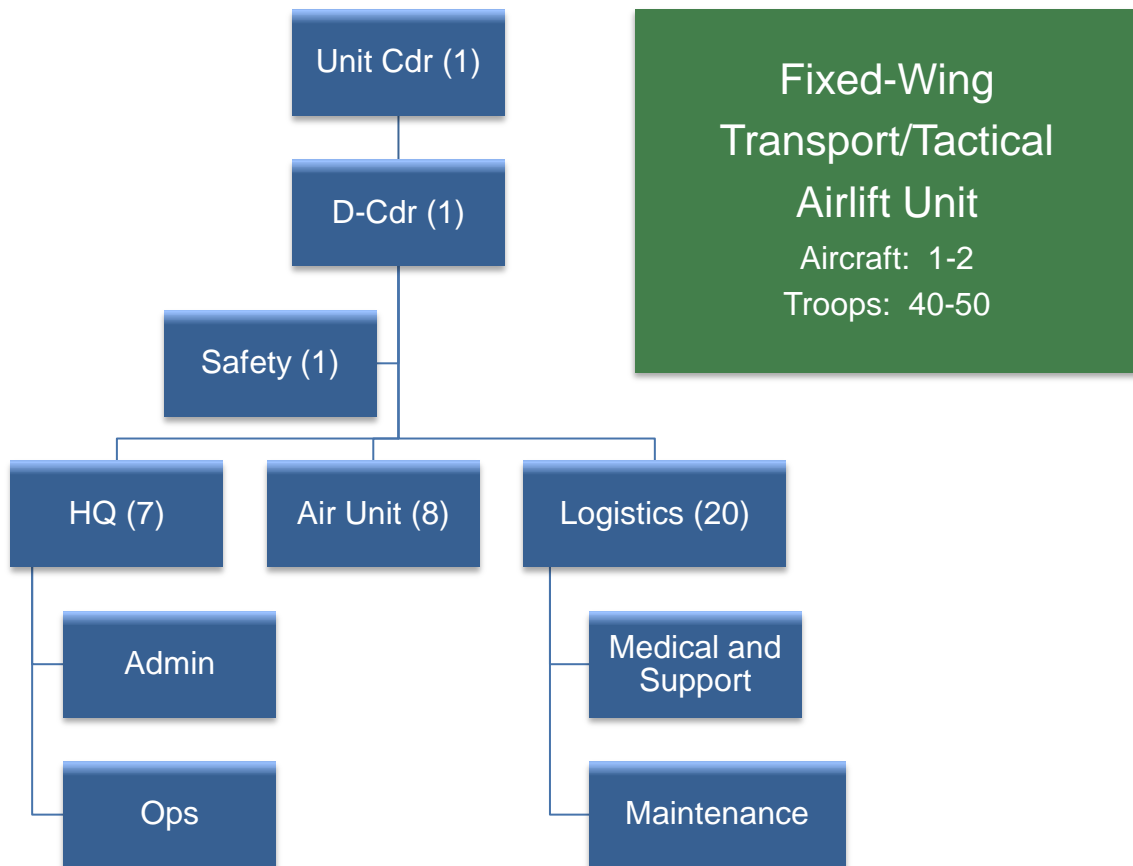 Unit Cdr (1)
Fixed-Wing
Transport/Tactical
Airlift Unit
Aircraft:  1-2
Troops:  40-50
D-Cdr (1)
Safety (1)
HQ (7)
Air Unit (8)
Logistics (20)
Admin
Medical and
Support
Ops
Maintenance